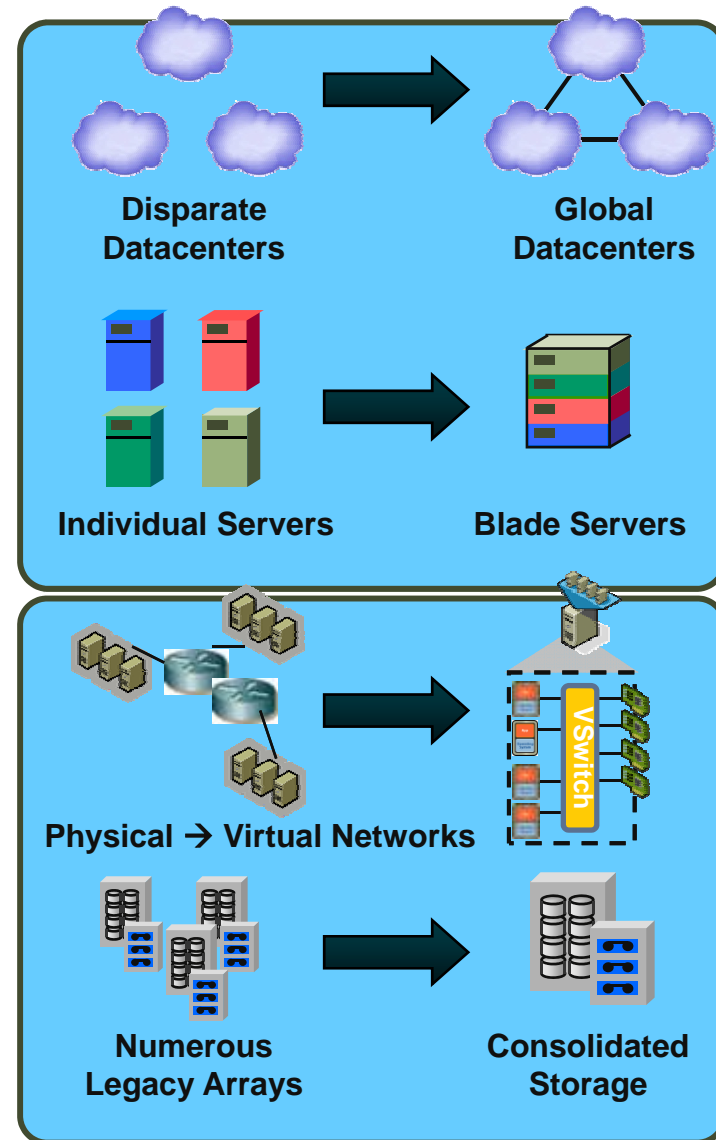 Disparate
Datacenters
Global
Datacenters
Individual Servers
Blade Servers
VSwitch
Physical → Virtual Networks
Numerous
Legacy Arrays
Consolidated
Storage